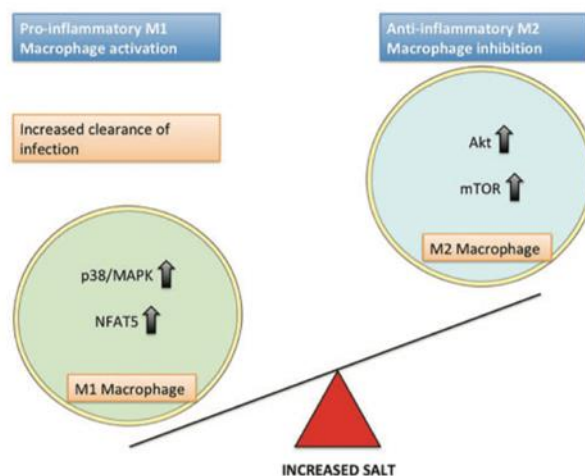 Pro-inflammatory M1
Macrophage activation
Anti-inflammatory M2
Macrophage inhibition
Increased clearance of
infection
Akt
mTOR
M2 Macrophage
p38/MAPK
NFAT5
M1 Macrophage
INCREASED SALT